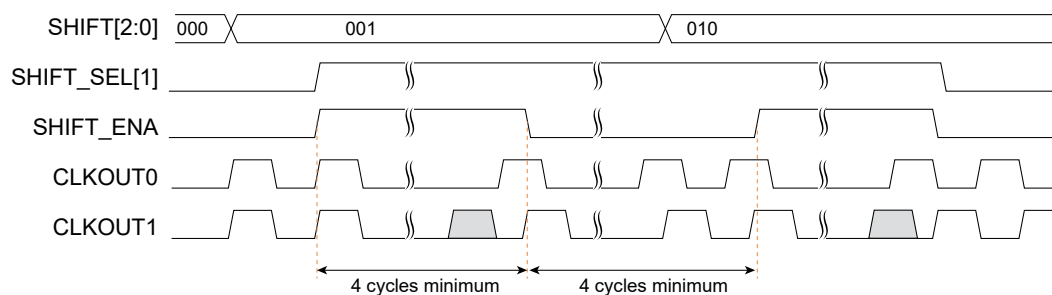 SHIFT[2:0] 000 001 010
SHIFT_SEL[1]
SHIFT_ENA
CLKOUT0
CLKOUT1
4 cycles minimum 4 cycles minimum